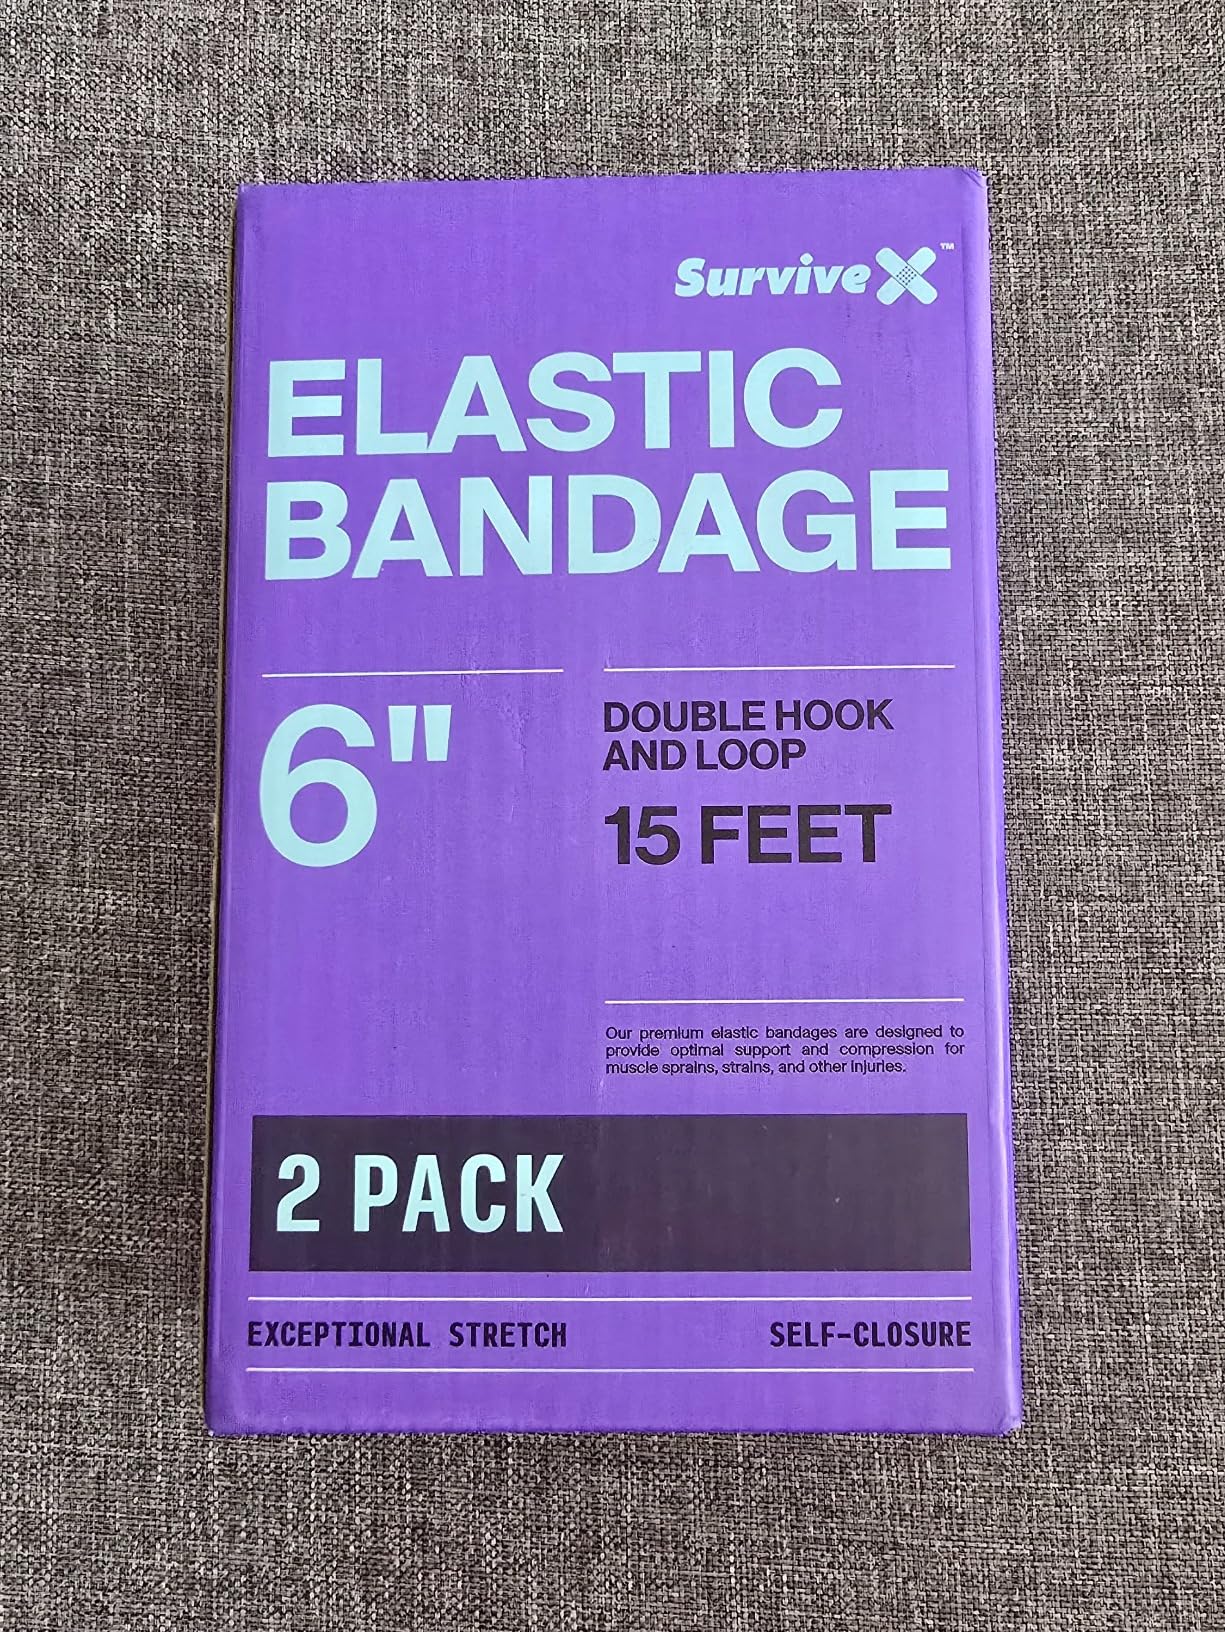 SurviveX™
ELASTIC
BANDAGE
6"
DOUBLE HOOK
AND LOOP
15 FEET
Our premium elastic bandages are designed to
provide optimal support and compression for
muscle sprains, strains, and other injuries.
2 PACK
EXCEPTIONAL STRETCH
SELF-CLOSURE